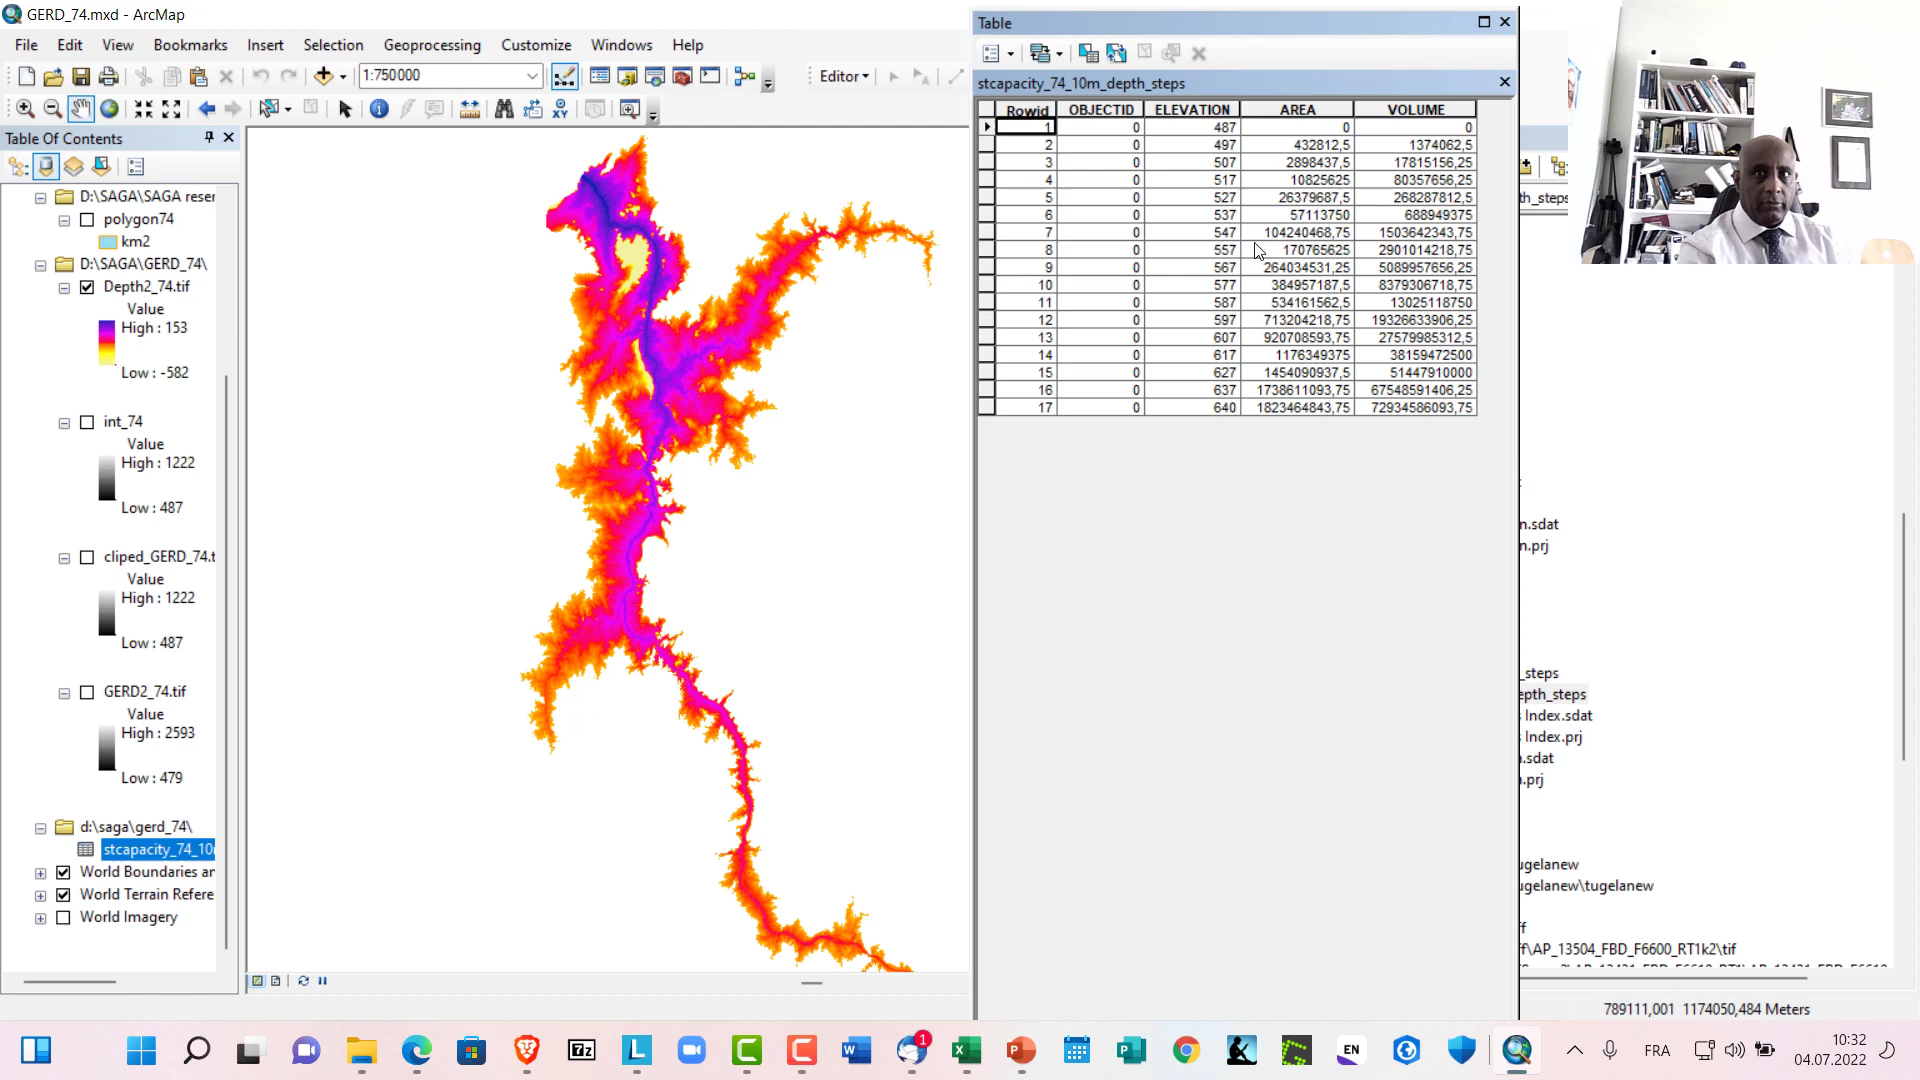 GERD_74.mxd - ArcMap
File Edit View Bookmarks Insert Selection Geoprocessing Customize Windows Help
1:750000
Editor
Table Of Contents
D:\SAGA\SAGA reser
polygon74
km2
D:\SAGA\GERD_74\
Depth2_74.tif
Value
High : 153
Low : -582
int_74
Value
High : 1222
Low : 487
cliped_GERD_74.t
Value
High : 1222
Low : 487
GERD2_74.tif
Value
High : 2593
Low : 479
d:\saga\gerd_74\
stcapacity_74_10
World Boundaries ar
World Terrain Refere
World Imagery
Table
stcapacity_74_10m_depth_steps
Rowid OBJECTID ELEVATION AREA VOLUME
1 0 487 0 0
2 0 497 432812,5 1374062,5
3 0 507 2898437,5 17815156,25
4 0 517 10825625 80357656,25
5 0 527 26379687,5 268287812,5
6 0 537 57113750 688949375
7 0 547 104240468,75 1503642343,75
8 0 557 170765625 2901014218,75
9 0 567 264034531,25 5089957656,25
10 0 577 384957187,5 8379306718,75
11 0 587 534161562,5 13025118750
12 0 597 713204218,75 19326633906,25
13 0 607 920708593,75 27579985312,5
14 0 617 1176349375 38159472500
15 0 627 1454090937,5 51447910000
16 0 637 1738611093,75 67548591406,25
17 0 640 1823464843,75 72934586093,75
th_steps
n.sdat
n.prj
_steps
epth_steps
Index.sdat
Index.prj
.sdat
.prj
ugelanew
ugelanew\tugelanew
ff
ff\AP_13504_FBD_F6600_RT1k2\tif
789111,001 1174050,484 Meters
7z
L
1
EN
FRA
10:32
04.07.2022